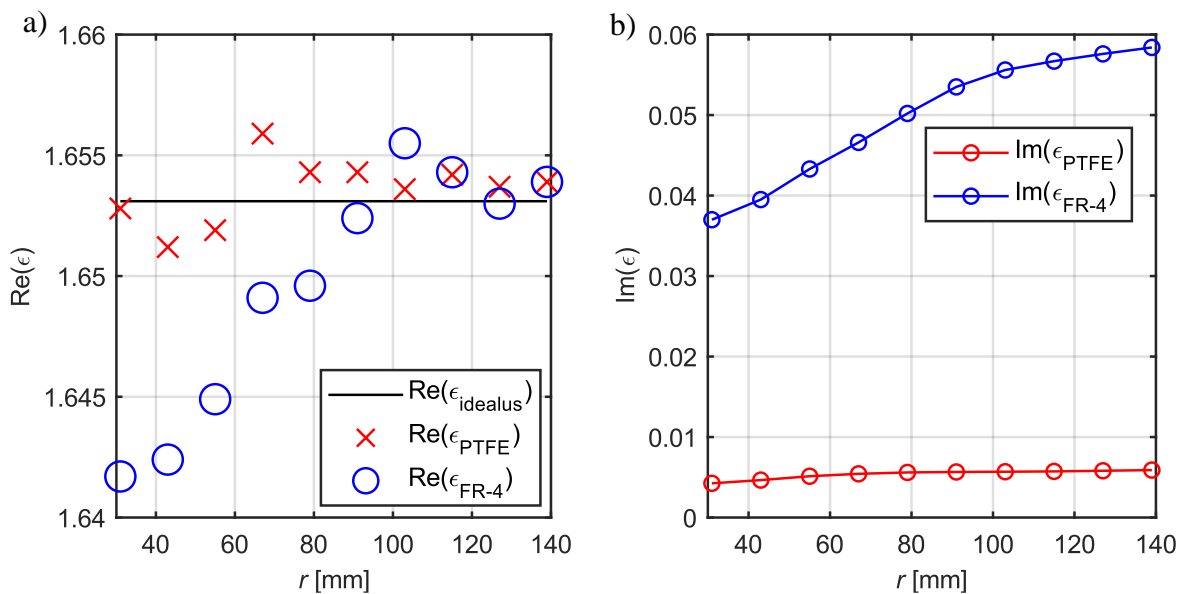 a)
1.66
1.655
1.65
1.645
1.64
Re(ϵ)
40 60 80 100 120 140
r [mm]
Re(ϵidealus)
Re(ϵPTFE)
Re(ϵFR-4)
b)
0.06
0.05
0.04
0.03
0.02
0.01
0
Im(ϵ)
40 60 80 100 120 140
r [mm]
Im(ϵPTFE)
Im(ϵFR-4)